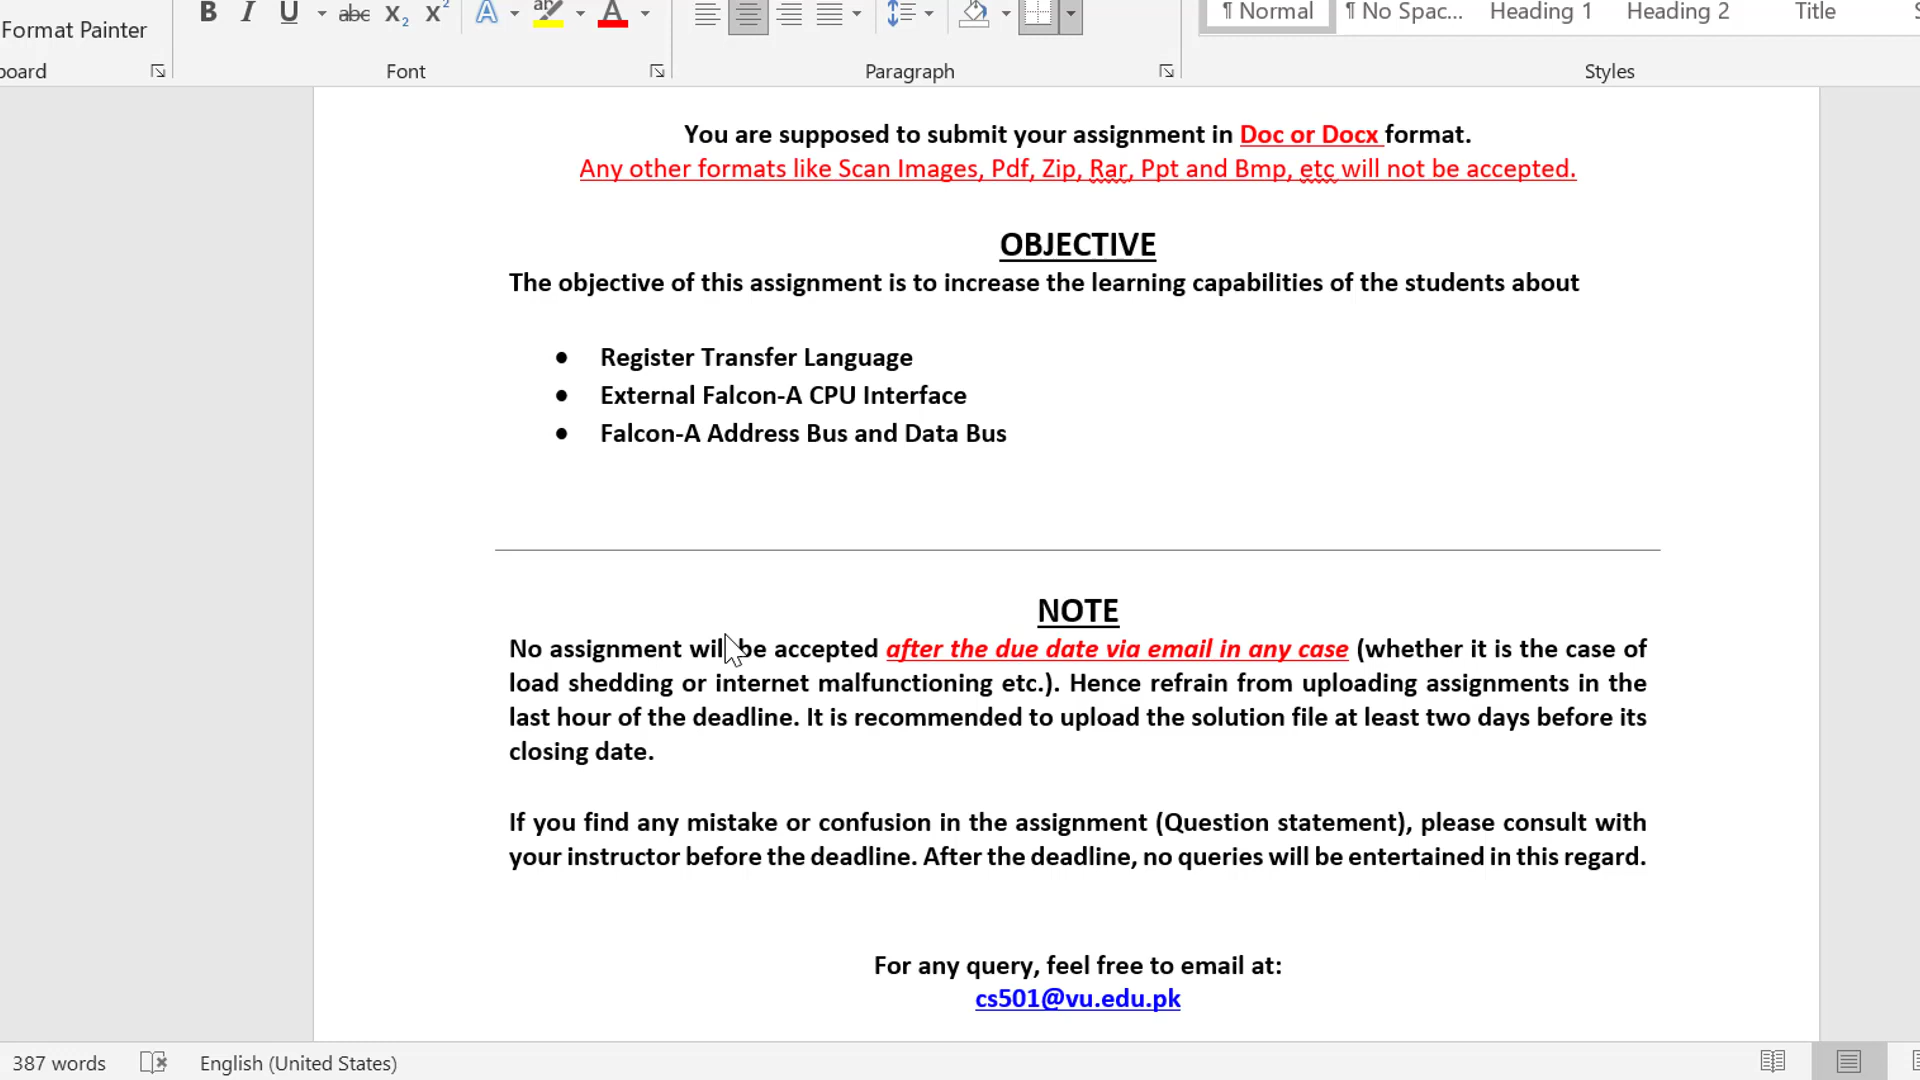 Format Painter
B I U abc X₂ X² A ab A
¶ Normal ¶ No Spac... Heading 1 Heading 2 Title
board Font Paragraph Styles
You are supposed to submit your assignment in Doc or Docx format.
Any other formats like Scan Images, Pdf, Zip, Rar, Ppt and Bmp, etc will not be accepted.
OBJECTIVE
The objective of this assignment is to increase the learning capabilities of the students about
● Register Transfer Language
● External Falcon-A CPU Interface
● Falcon-A Address Bus and Data Bus
NOTE
No assignment will be accepted after the due date via email in any case (whether it is the case of
load shedding or internet malfunctioning etc.). Hence refrain from uploading assignments in the
last hour of the deadline. It is recommended to upload the solution file at least two days before its
closing date.
If you find any mistake or confusion in the assignment (Question statement), please consult with
your instructor before the deadline. After the deadline, no queries will be entertained in this regard.
For any query, feel free to email at:
cs501@vu.edu.pk
387 words English (United States)